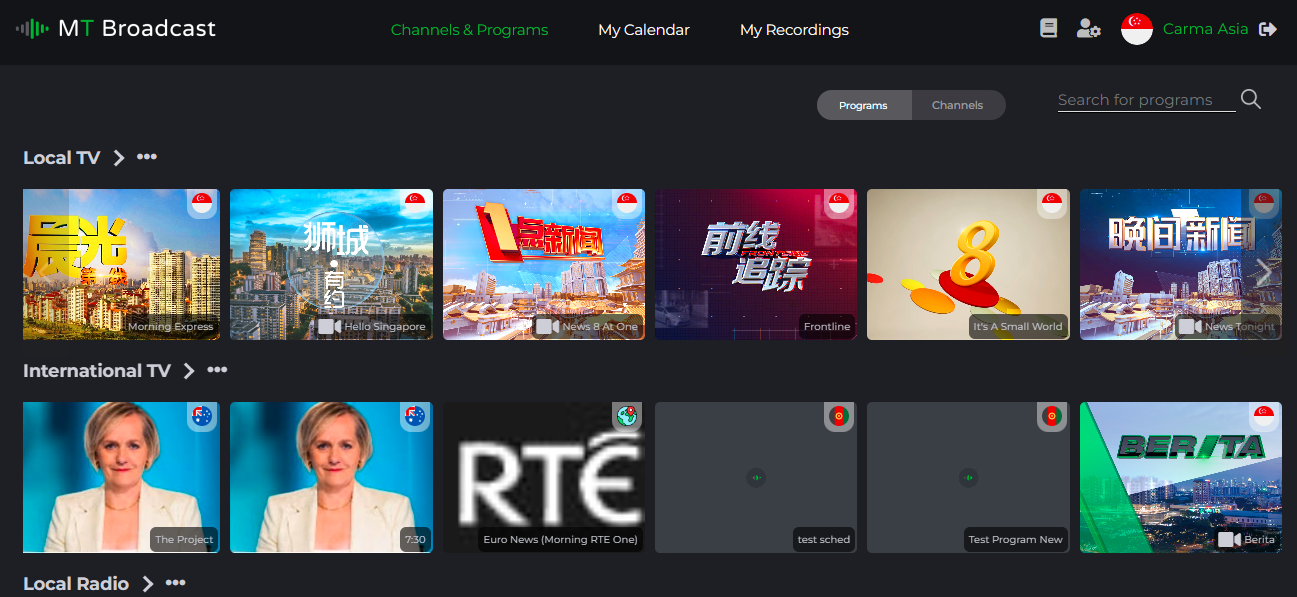 MT Broadcast
Channels & Programs
My Calendar
My Recordings
Carma Asia
Programs
Channels
Search for programs
Local TV
晨光
Morning Express
狮城
有约
Hello Singapore
1点新闻
News 8 At One
前线
FRONTLINE
追踪
Frontline
8
It's A Small World
晚间新闻
News Tonight
International TV
The Project
7:30
RTÉ
Euro News (Morning RTE One)
test sched
Test Program New
BERITA
Berita
Local Radio